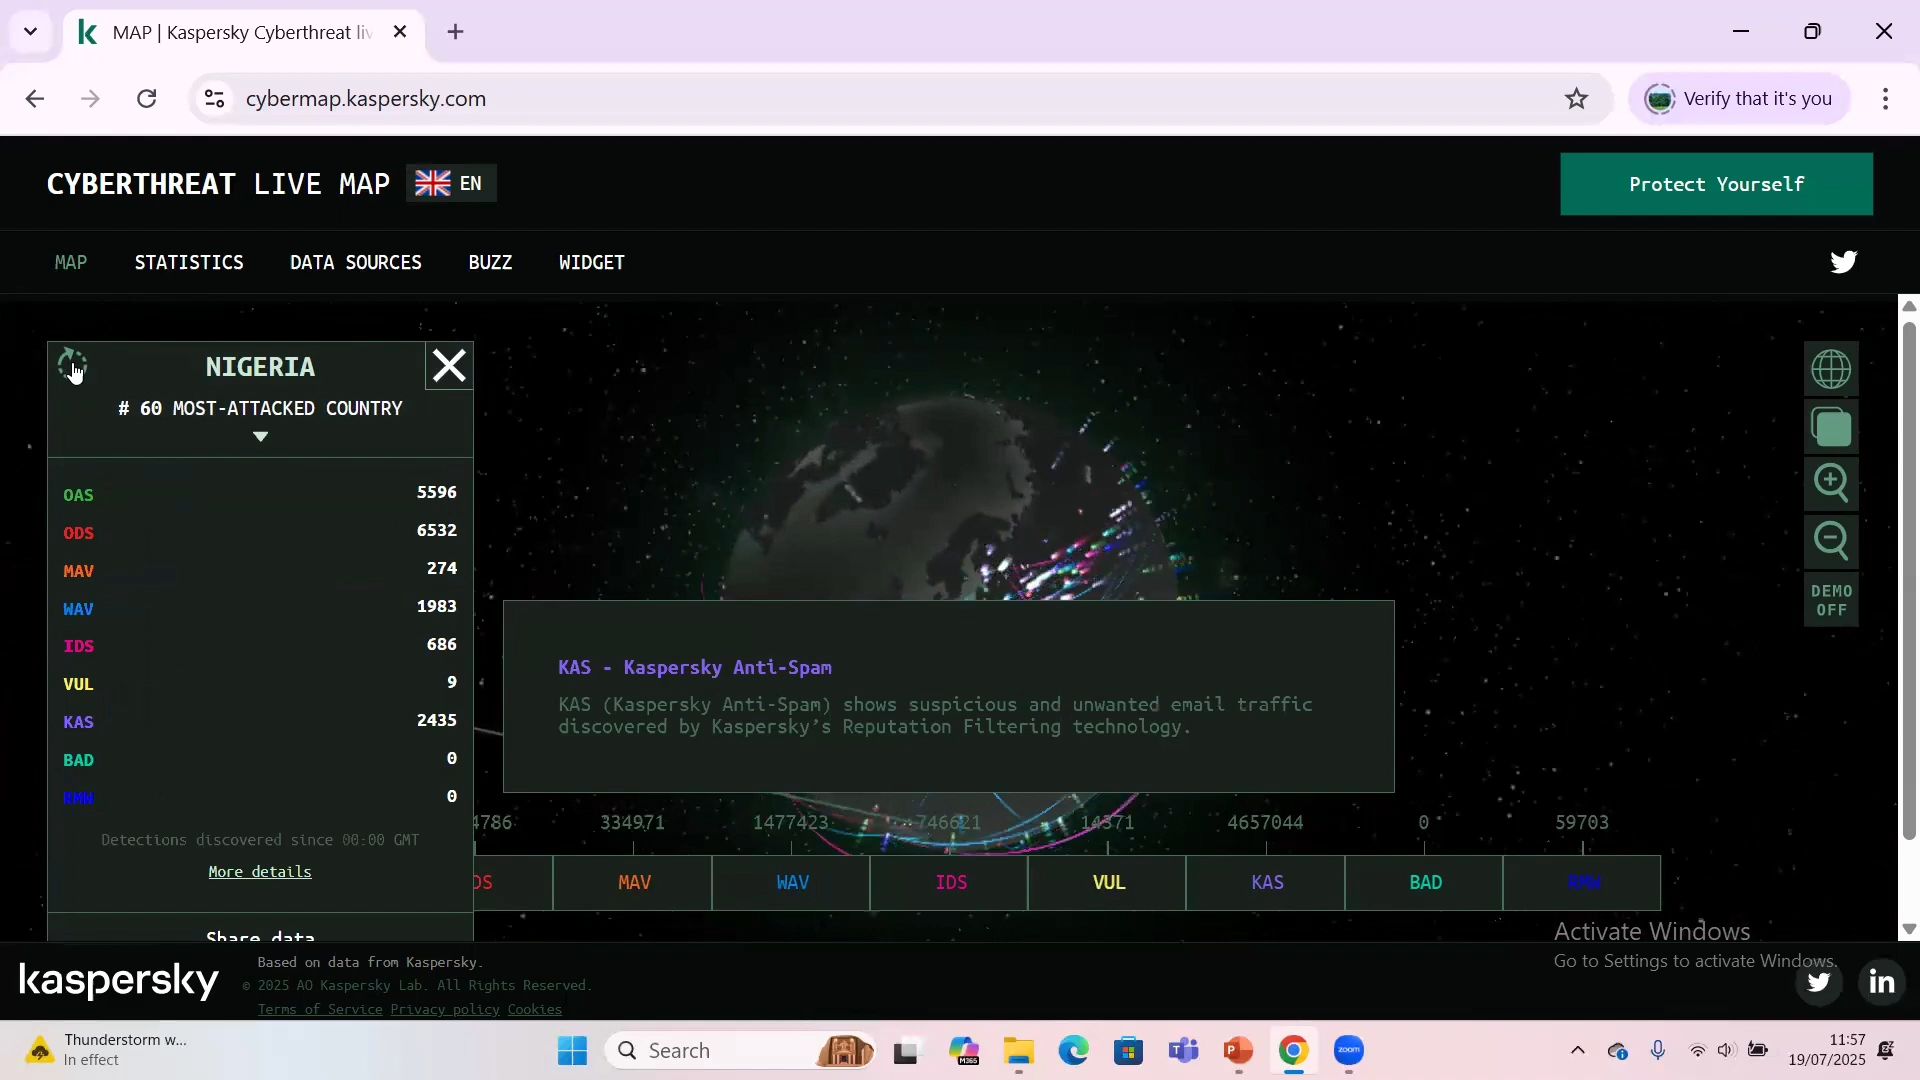 MAP | Kaspersky Cyberthreat liv
cybermap.kaspersky.com
Verify that it's you
CYBERTHREAT LIVE MAP
EN
Protect Yourself
MAP
STATISTICS
DATA SOURCES
BUZZ
WIDGET
NIGERIA
# 60 MOST-ATTACKED COUNTRY
OAS 5596
ODS 6532
MAV 274
WAV 1983
IDS 686
VUL 9
KAS 2435
BAD 0
RMW 0
Detections discovered since 00:00 GMT
More details
Share data
DEMO
OFF
KAS - Kaspersky Anti-Spam
KAS (Kaspersky Anti-Spam) shows suspicious and unwanted email traffic
discovered by Kaspersky’s Reputation Filtering technology.
4786 334971 1477423 746621 14371 4657044 0 59703
DS MAV WAV IDS VUL KAS BAD RMW
Activate Windows
Go to Settings to activate Windows.
kaspersky
Based on data from Kaspersky.
© 2025 AO Kaspersky Lab. All Rights Reserved.
Terms of Service Privacy policy Cookies
Thunderstorm w...
In effect
Search
M365
zoom
11:57
19/07/2025